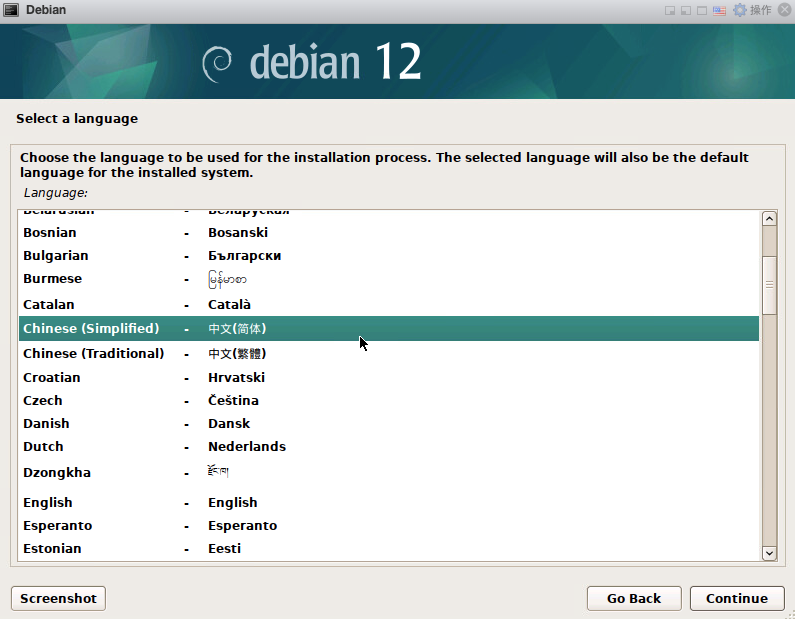 Debian
操作
debian 12
Select a language
Choose the language to be used for the installation process. The selected language will also be the default
language for the installed system.
Language:
Belarusian - Беларуская
Bosnian - Bosanski
Bulgarian - Български
Burmese - မြန်မာစာ
Catalan - Català
Chinese (Simplified) - 中文(简体)
Chinese (Traditional) - 中文(繁體)
Croatian - Hrvatski
Czech - Čeština
Danish - Dansk
Dutch - Nederlands
Dzongkha - རྫོང་ཁ།
English - English
Esperanto - Esperanto
Estonian - Eesti
Screenshot
Go Back
Continue